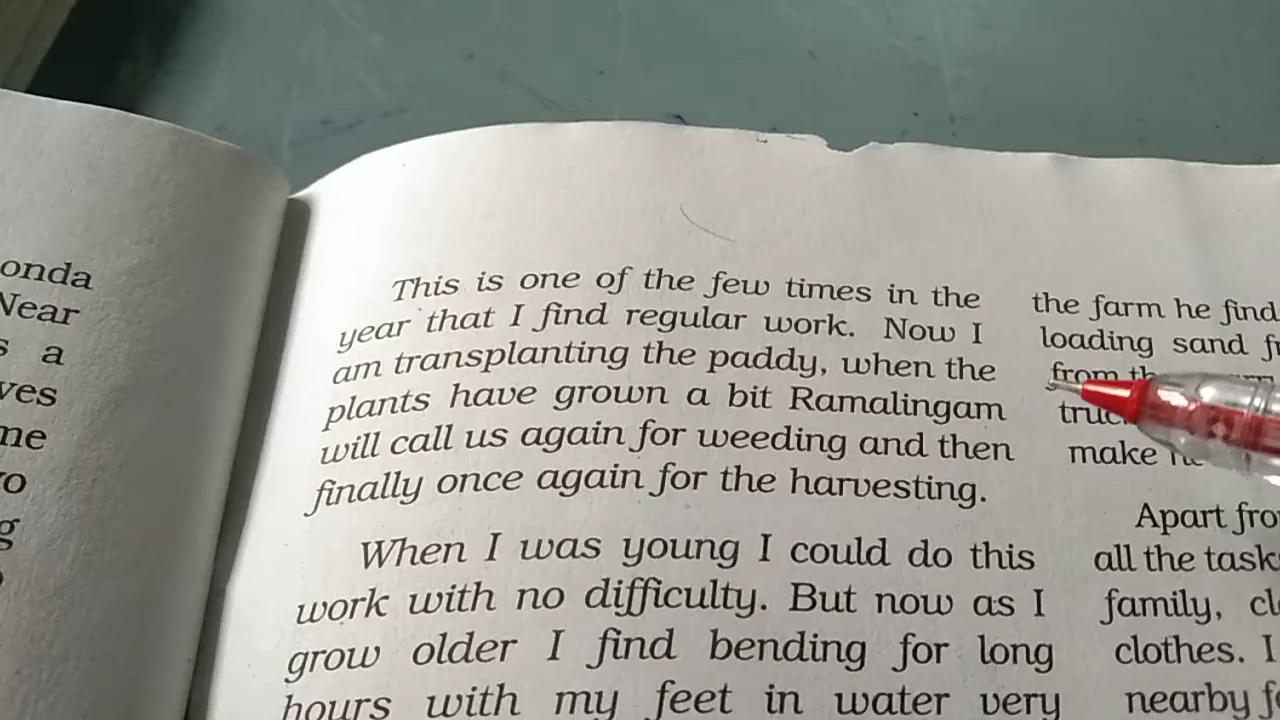 onda
Near
s a
ves
me
g
This is one of the few times in the
year that I find regular work. Now I
am transplanting the paddy, when the
plants have grown a bit Ramalingam
will call us again for weeding and then
finally once again for the harvesting.
When I was young I could do this
work with no difficulty. But now as I
grow older I find bending for long
hours with my feet in water very
the farm he find
loading sand
from
make
Apart fro
all the task
family, cl
clothes. I
nearby f